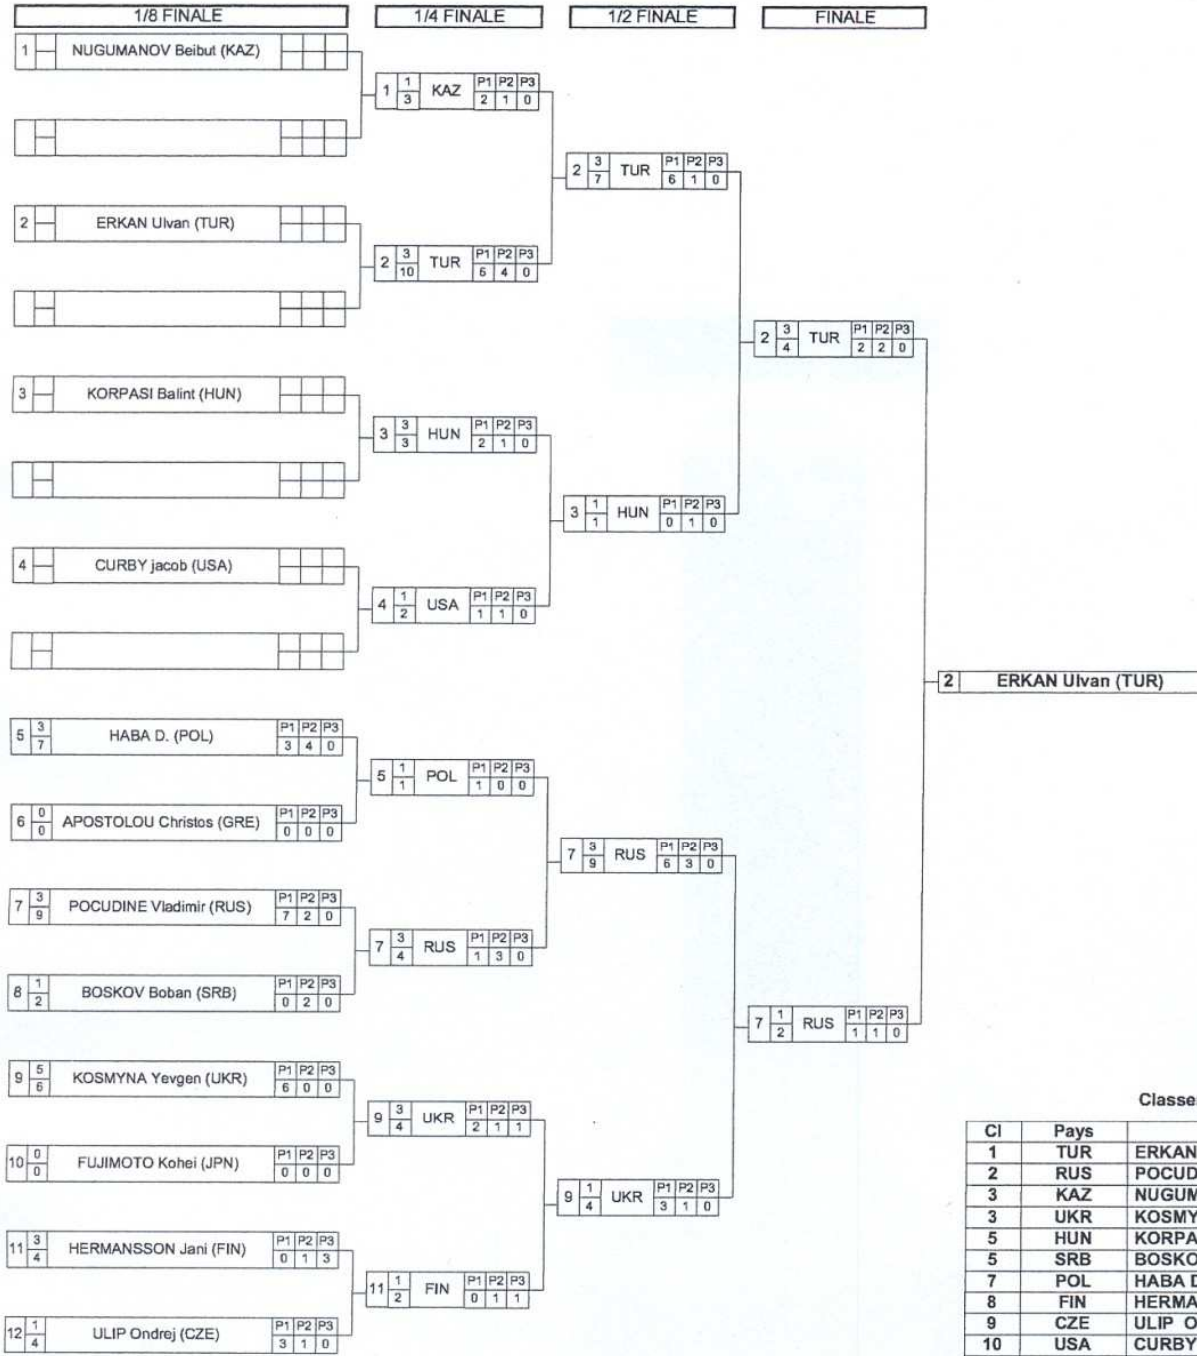 1/8 FINALE 1/4 FINALE 1/2 FINALE FINALE
1 NUGUMANOV Beibut (KAZ)
1 1 3 KAZ P1 P2 P3 2 1 0
2 3 7 TUR P1 P2 P3 6 1 0
2 ERKAN Ulvan (TUR)
2 3 10 TUR P1 P2 P3 6 4 0
2 3 4 TUR P1 P2 P3 2 2 0
3 KORPASI Balint (HUN)
3 3 3 HUN P1 P2 P3 2 1 0
3 1 1 HUN P1 P2 P3 0 1 0
4 CURBY jacob (USA)
4 1 2 USA P1 P2 P3 1 1 0
2 ERKAN Ulvan (TUR)
5 3 7 HABA D. (POL) P1 P2 P3 3 4 0
5 1 1 POL P1 P2 P3 1 0 0
6 0 0 APOSTOLOU Christos (GRE) P1 P2 P3 0 0 0
7 3 9 RUS P1 P2 P3 6 3 0
7 3 9 POCUDINE Vladimir (RUS) P1 P2 P3 7 2 0
7 3 4 RUS P1 P2 P3 1 3 0
8 1 2 BOSKOV Boban (SRB) P1 P2 P3 0 2 0
7 1 2 RUS P1 P2 P3 1 1 0
9 5 6 KOSMYNA Yevgen (UKR) P1 P2 P3 6 0 0
9 3 4 UKR P1 P2 P3 2 1 1
10 0 0 FUJIMOTO Kohei (JPN) P1 P2 P3 0 0 0
9 1 4 UKR P1 P2 P3 3 1 0
11 3 4 HERMANSSON Jani (FIN) P1 P2 P3 0 1 3
11 1 2 FIN P1 P2 P3 0 1 1
12 1 4 ULIP Ondrej (CZE) P1 P2 P3 3 1 0
Classe
Cl Pays
1 TUR ERKAN
2 RUS POCUD
3 KAZ NUGUM
3 UKR KOSMY
5 HUN KORPA
5 SRB BOSKO
7 POL HABA D
8 FIN HERMA
9 CZE ULIP O
10 USA CURBY